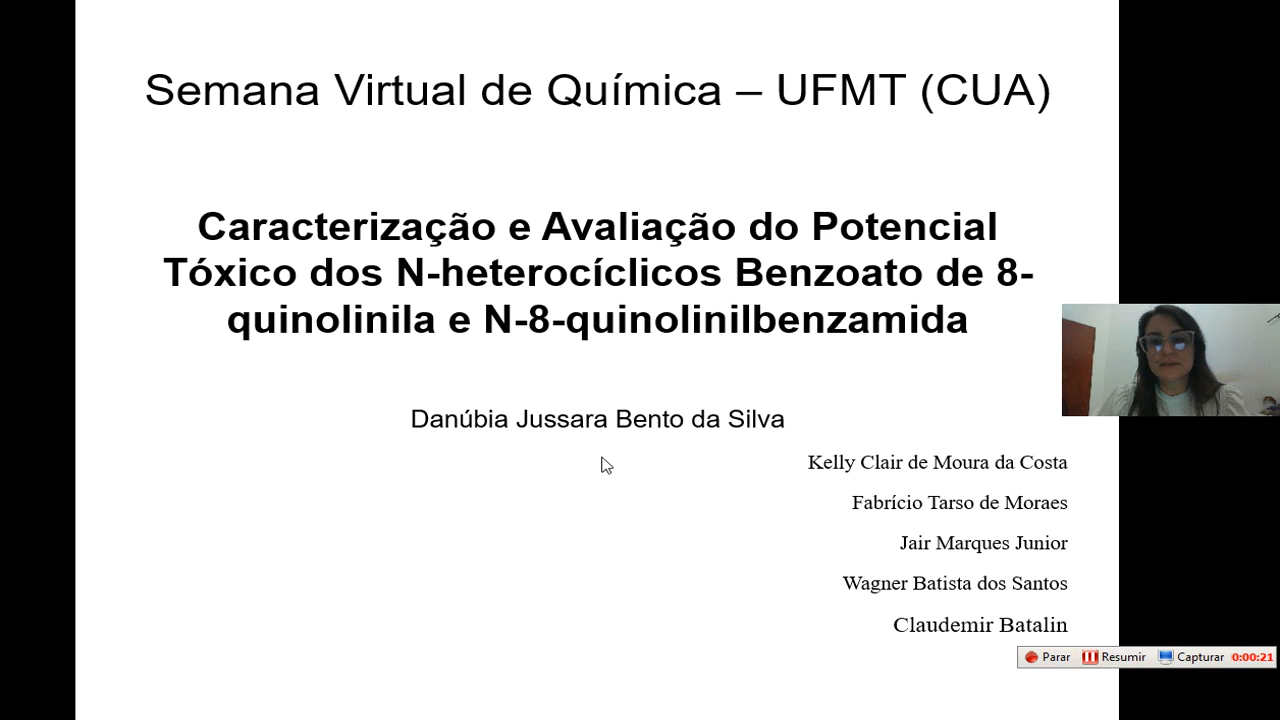 Semana Virtual de Química – UFMT (CUA)
Caracterização e Avaliação do Potencial
Tóxico dos N-heterocíclicos Benzoato de 8-
quinolinila e N-8-quinolinilbenzamida
Danúbia Jussara Bento da Silva
Kelly Clair de Moura da Costa
Fabrício Tarso de Moraes
Jair Marques Junior
Wagner Batista dos Santos
Claudemir Batalin
Parar Resumir Capturar 0:00:21